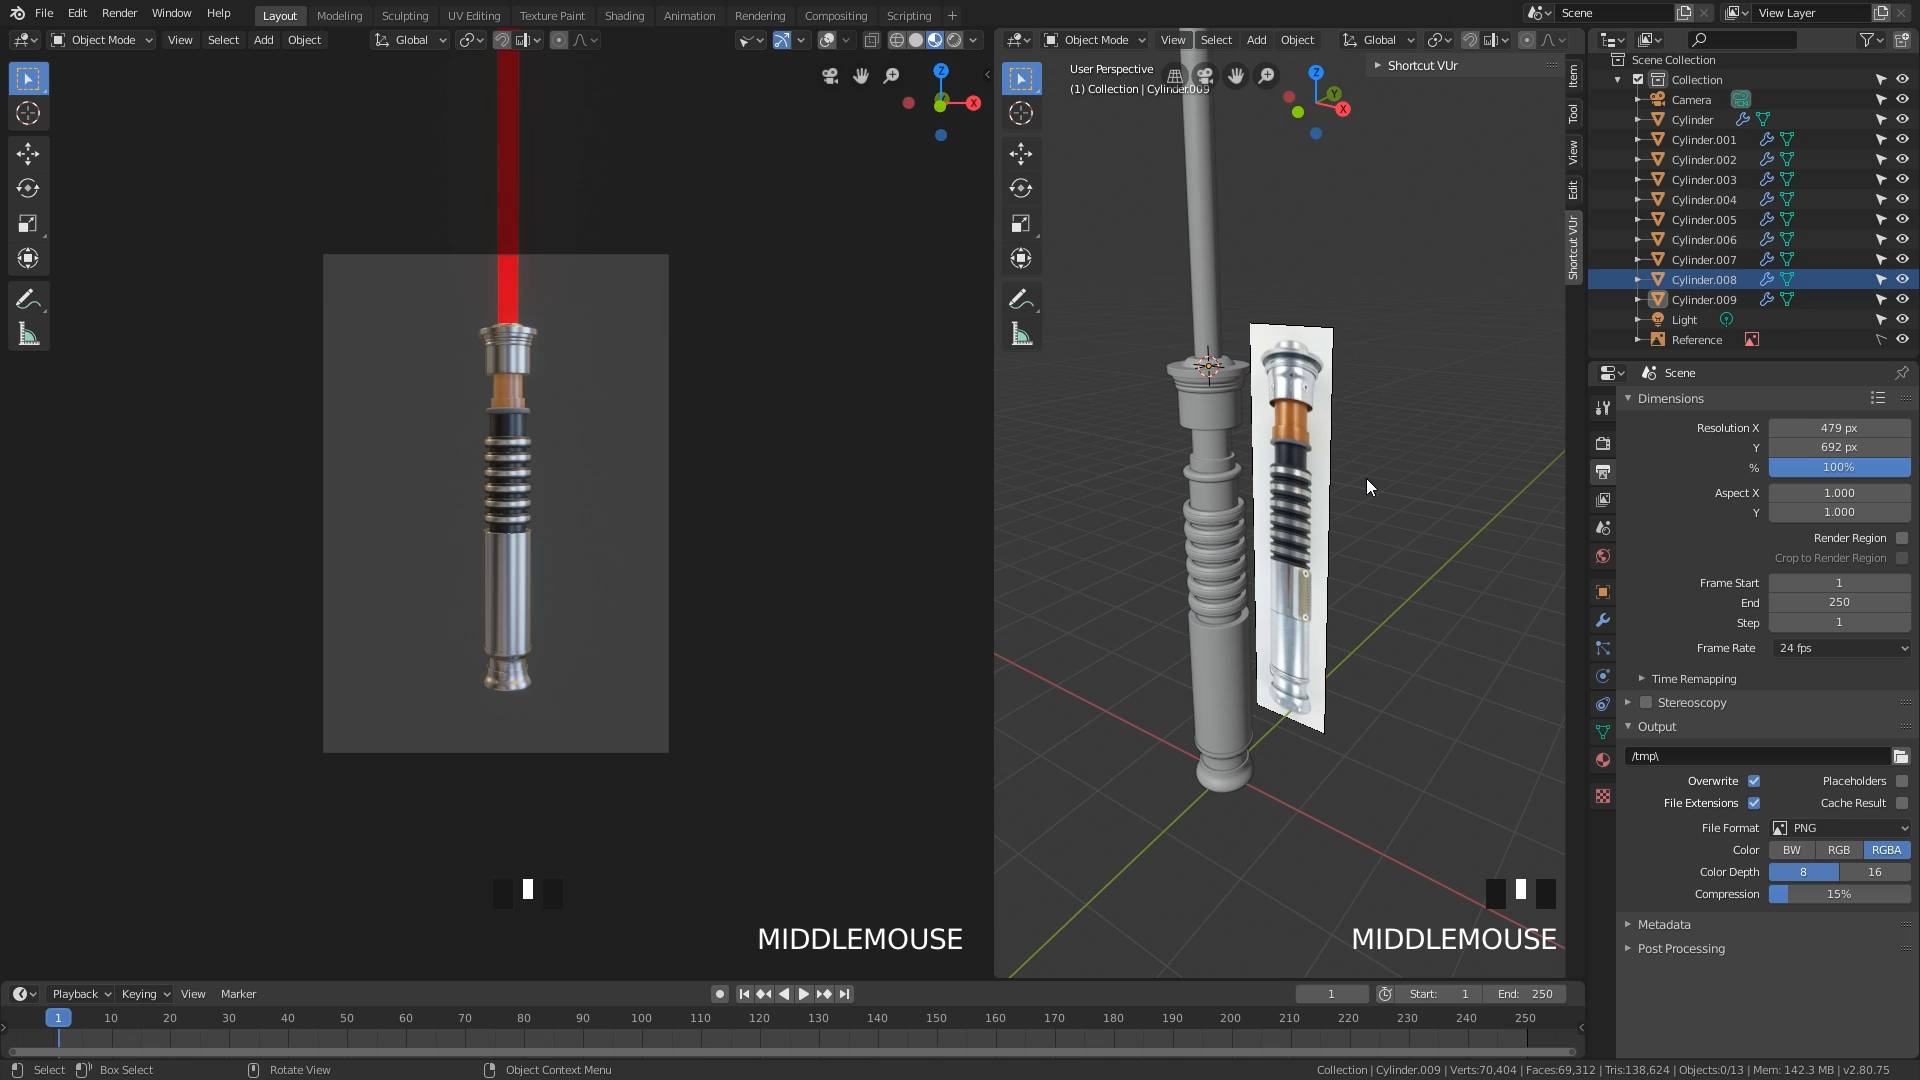 File Edit Render Window Help Layout Modeling Sculpting UV Editing Texture Paint Shading Animation Rendering Compositing Scripting + Scene View Layer
Object Mode View Select Add Object Global
Object Mode View Select Add Object Global
User Perspective
(1) Collection | Cylinder.009
Shortcut VUr
Item
Tool
View
Edit
Shortcut VUr
X
Z
Y
X
Z
MIDDLEMOUSE
MIDDLEMOUSE
Scene Collection
Collection
Camera
Cylinder
Cylinder.001
Cylinder.002
Cylinder.003
Cylinder.004
Cylinder.005
Cylinder.006
Cylinder.007
Cylinder.008
Cylinder.009
Light
Reference
Scene
Dimensions
Resolution X 479 px
Y 692 px
% 100%
Aspect X 1.000
Y 1.000
Render Region
Crop to Render Region
Frame Start 1
End 250
Step 1
Frame Rate 24 fps
Time Remapping
Stereoscopy
Output
/tmp\
Overwrite Placeholders
File Extensions Cache Result
File Format PNG
Color BW RGB RGBA
Color Depth 8 16
Compression 15%
Metadata
Post Processing
Playback Keying View Marker 1 Start: 1 End: 250
1 10 20 30 40 50 60 70 80 90 100 110 120 130 140 150 160 170 180 190 200 210 220 230 240 250
Select Box Select Rotate View Object Context Menu Collection | Cylinder.009 | Verts:70,404 | Faces:69,312 | Tris:138,624 | Objects:0/13 | Mem: 142.3 MB | v2.80.75